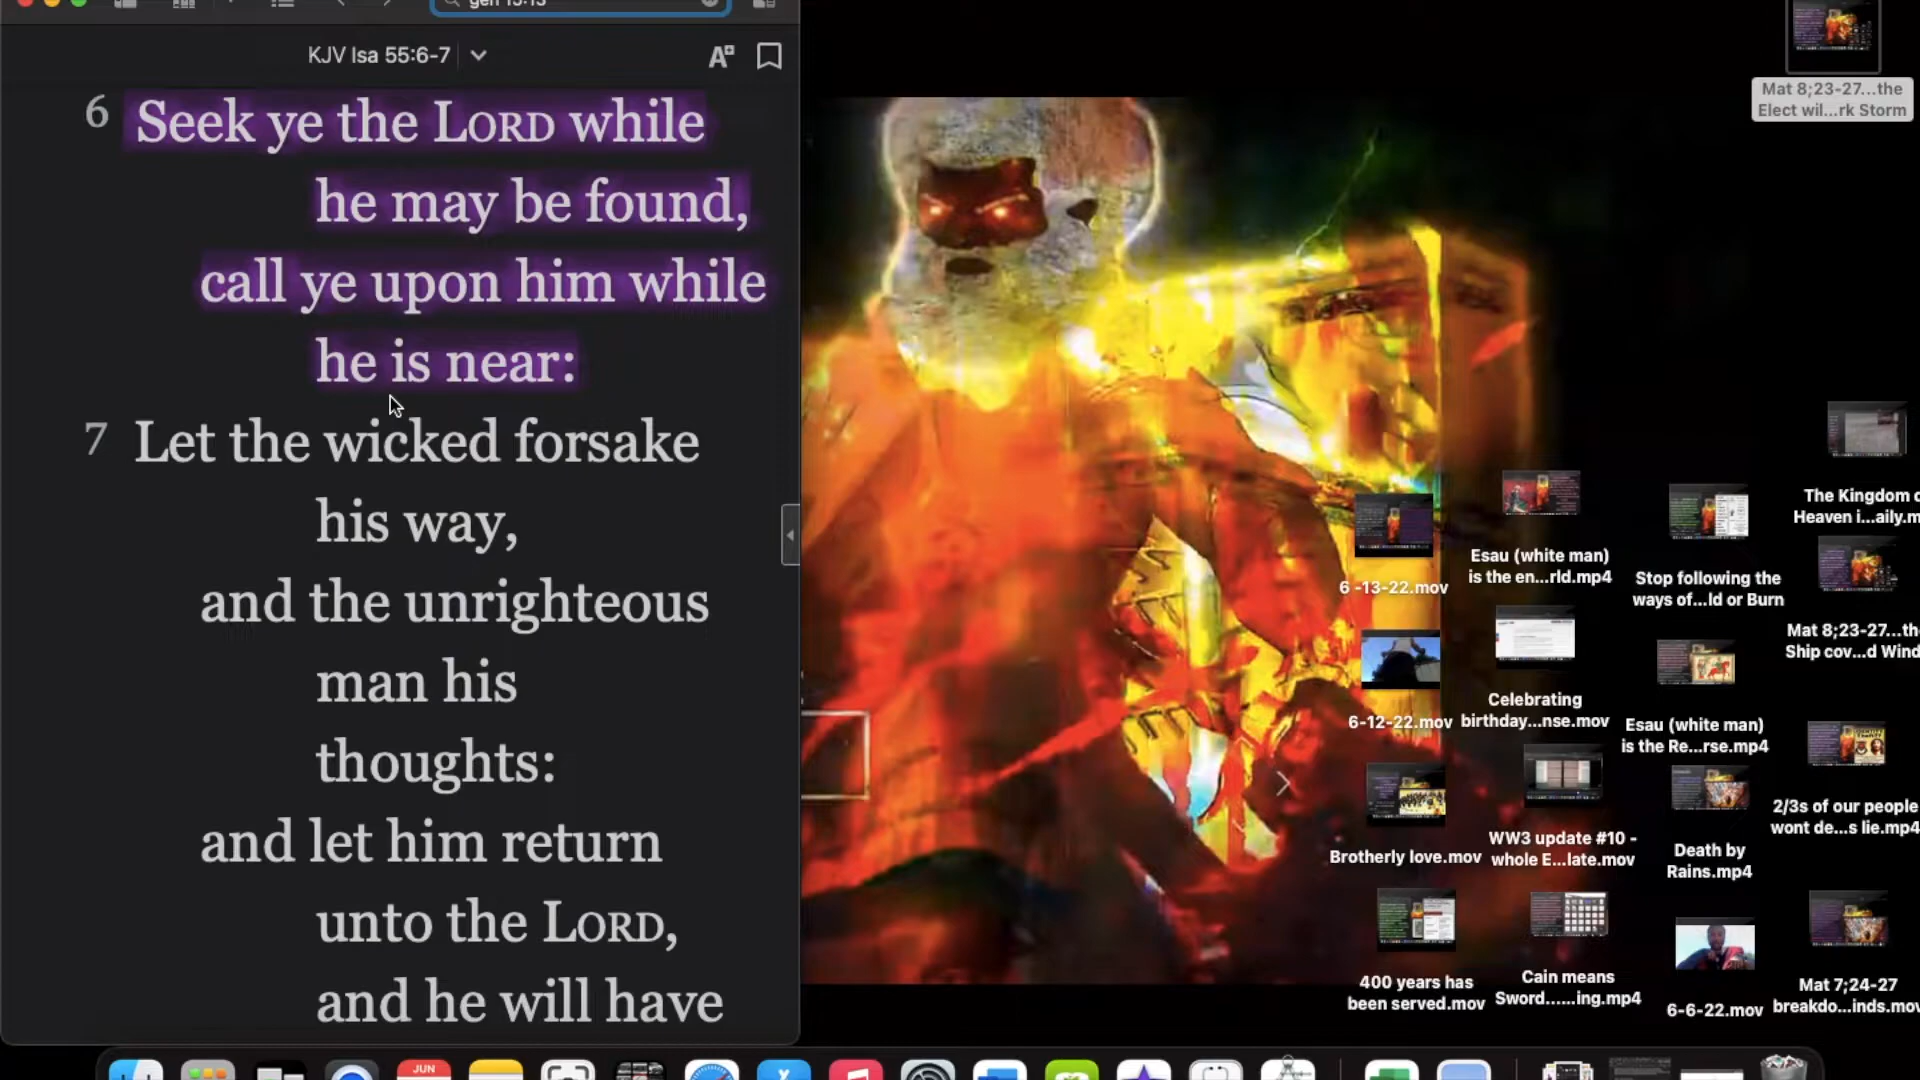 gen 15:13
KJV Isa 55:6-7
6 Seek ye the LORD while
he may be found,
call ye upon him while
he is near:
7 Let the wicked forsake
his way,
and the unrighteous
man his
thoughts:
and let him return
unto the LORD,
and he will have
Mat 8;23-27...the
Elect wil...rk Storm
6 -13-22.mov
6-12-22.mov
Brotherly love.mov
400 years has
been served.mov
Esau (white man)
is the en...rld.mp4
Celebrating
birthday...nse.mov
WW3 update #10 -
whole E...late.mov
Cain means
Sword......ing.mp4
Stop following the
ways of...ld or Burn
Esau (white man)
is the Re...rse.mp4
Death by
Rains.mp4
6-6-22.mov
The Kingdom
Heaven i...aily.m
Mat 8;23-27...th
Ship cov...d Wind
2/3s of our people
wont de...s lie.mp4
Mat 7;24-27
breakdo...inds.mov
JUN